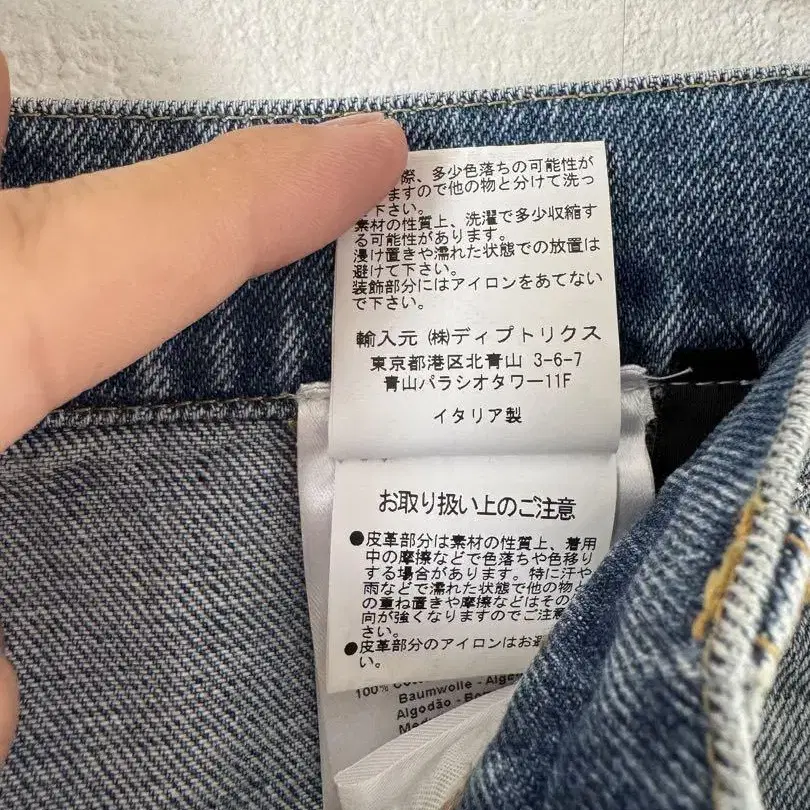 際、多少色落ちの可能性が
ますので他の物と分けて洗っ
下さい。
素材の性質上、洗濯で多少収縮す
る可能性があります。
浸け置きや濡れた状態での放置は
避けて下さい。
装飾部分にはアイロンをあてない
で下さい。
輸入元 ㈱ディプトリクス
東京都港区北青山 3-6-7
青山パラシオタワー11F
イタリア製
お取り扱い上のご注意
●皮革部分は素材の性質上、着用
中の摩擦などで色落ちや色移り
する場合があります。特に汗や
雨などで濡れた状態で他の物と
の重ね置きや摩擦などはその
向が強くなりますのでご注意
さい。
●皮革部分のアイロンはお避
い。
100%
Baumwolle - Algo
Algodão -